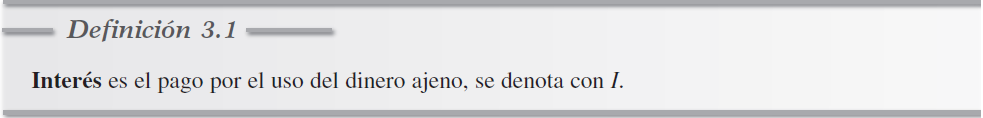 Definición 3.1
Interés es el pago por el uso del dinero ajeno, se denota con I.